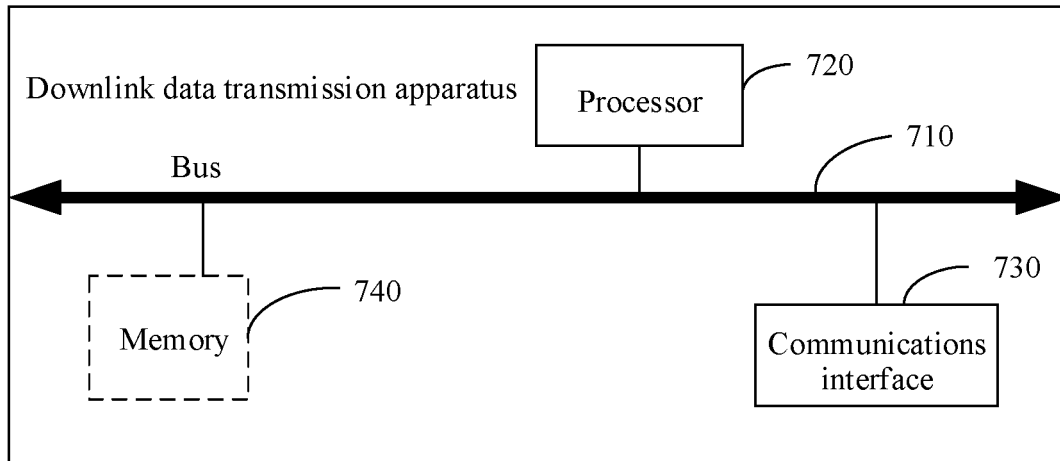 720
Downlink data transmission apparatus
Processor
710
Bus
730
740
Memory
Communications
interface